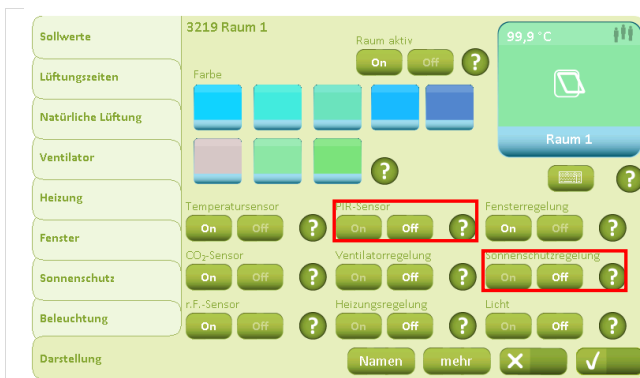 Sollwerte
Lüftungszeiten
Natürliche Lüftung
Ventilator
Heizung
Fenster
Sonnenschutz
Beleuchtung
Darstellung
3219 Raum 1
Raum aktiv
On Off ?
Farbe
?
99,9 °C
Raum 1
?
Temperatursensor PIR-Sensor Fensterregelung
On Off ? On Off ? On Off ?
CO₂-Sensor Ventilatorregelung Sonnenschutzregelung
On Off ? On Off ? On Off ?
r.F.-Sensor Heizungsregelung Licht
On Off ? On Off ? On Off ?
Namen mehr